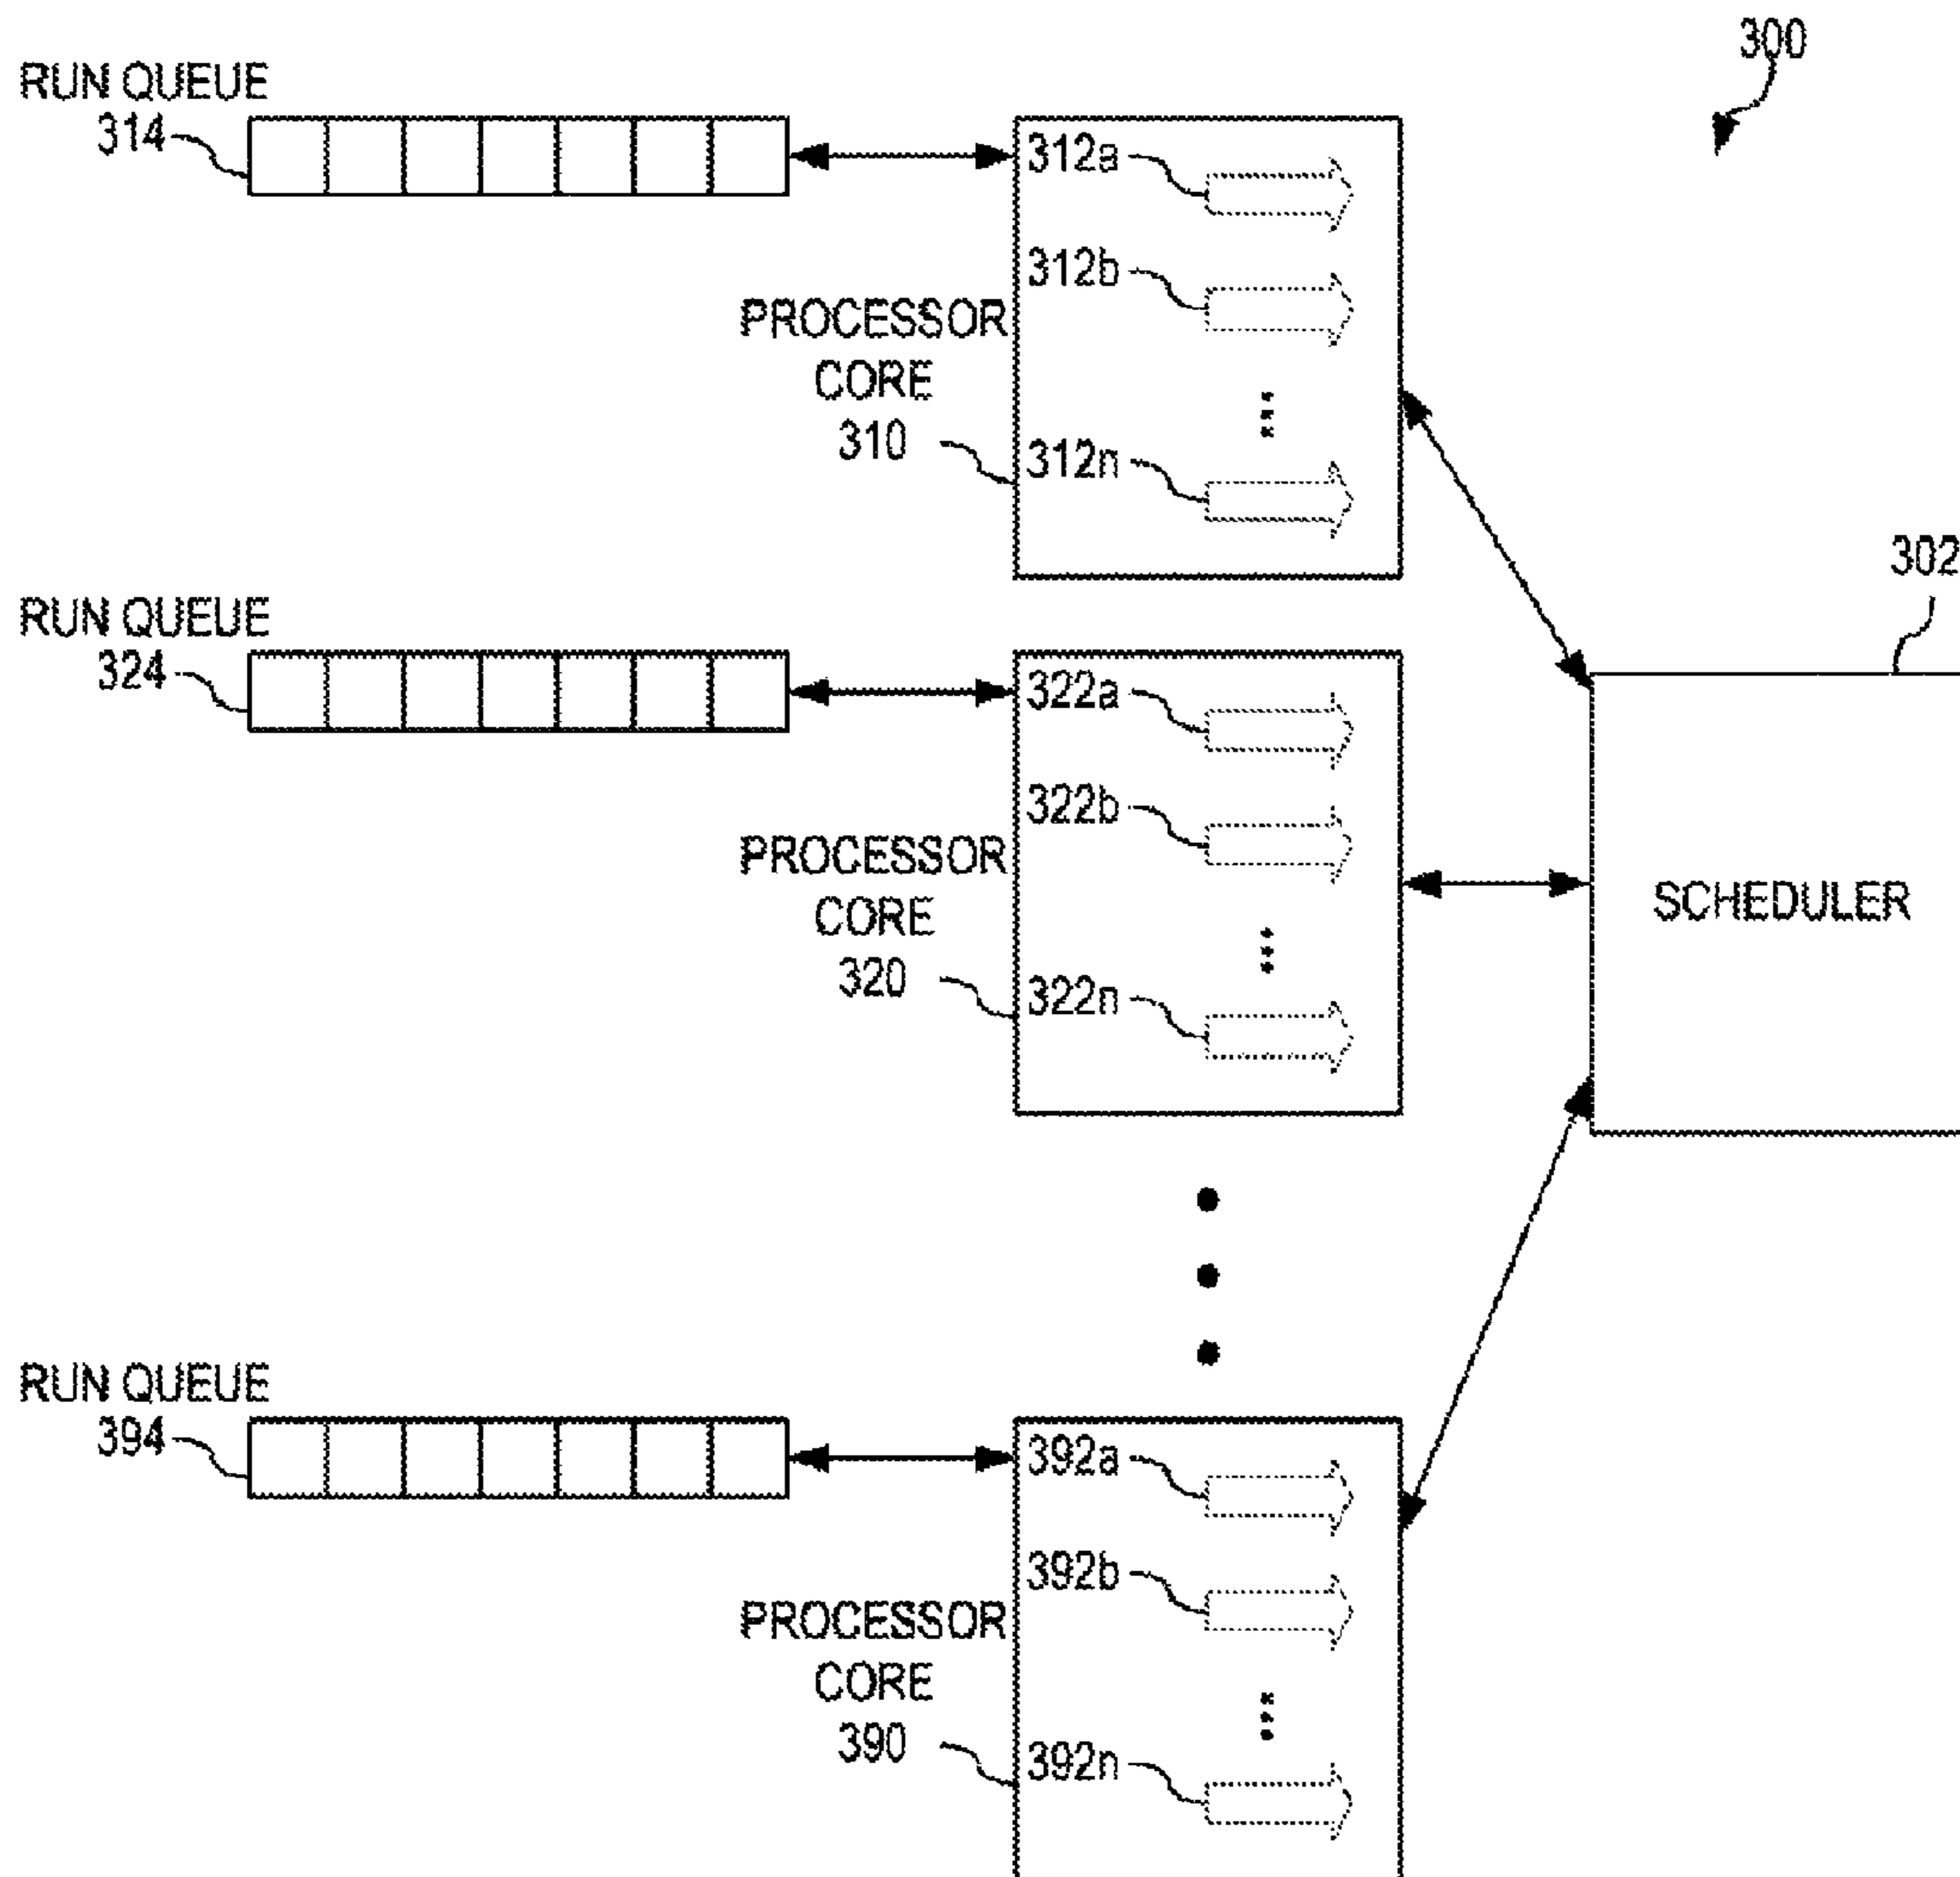 300
RUN QUEUE
314
312a
312b
PROCESSOR
CORE
310
312n
302
RUN QUEUE
324
322a
322b
PROCESSOR
CORE
320
322n
SCHEDULER
RUN QUEUE
394
392a
392b
PROCESSOR
CORE
390
392n